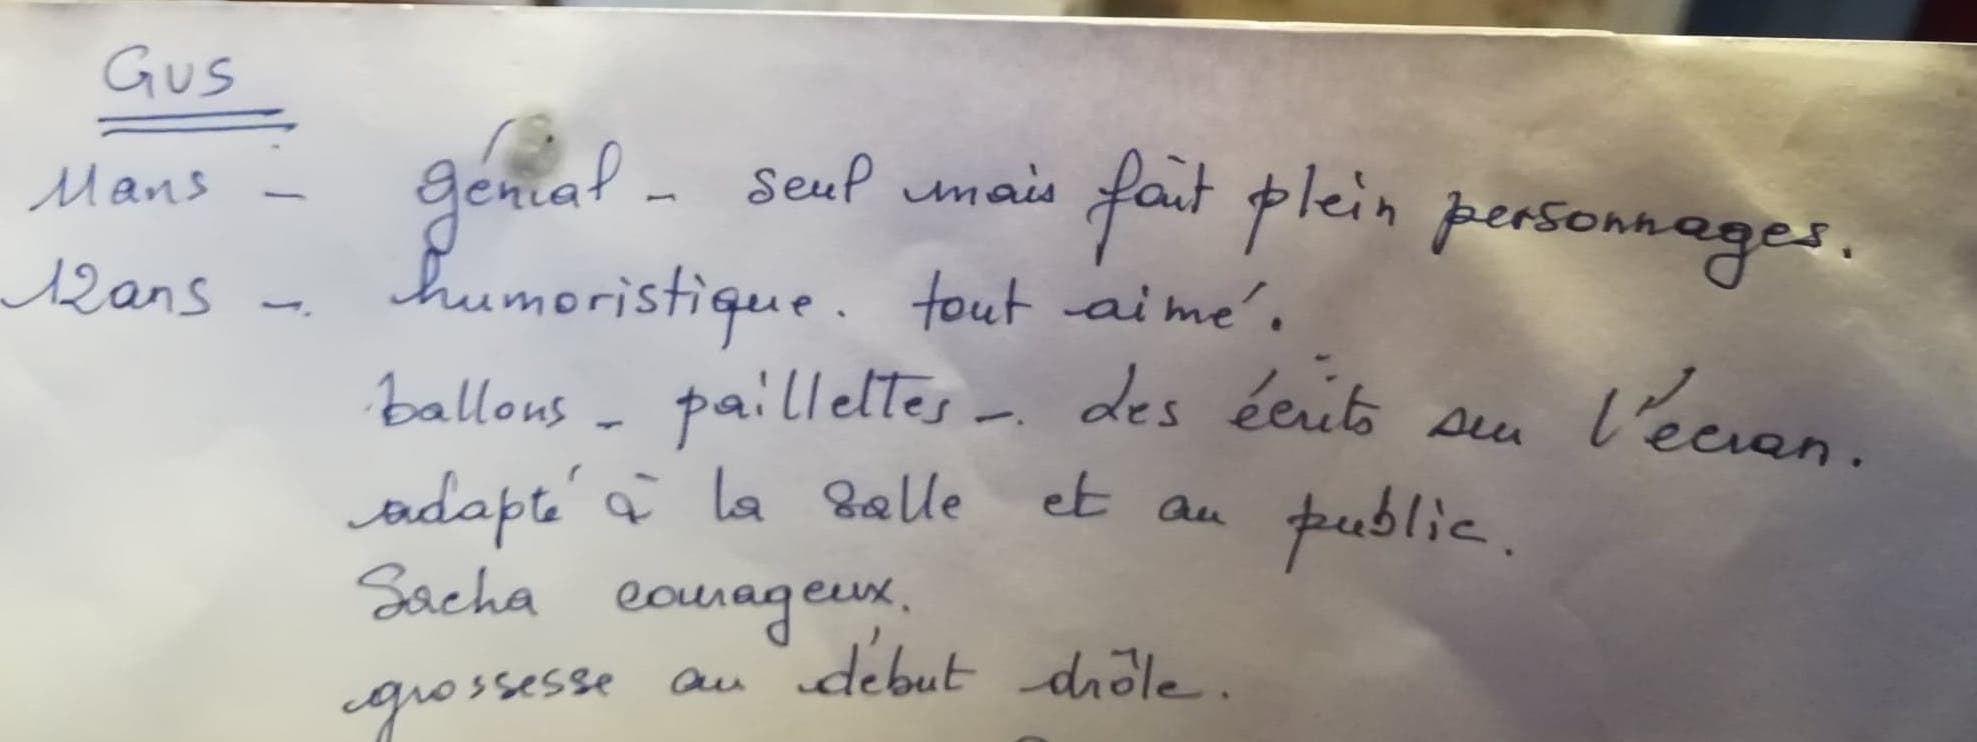 GUS
11ans - génial - seul mais fait plein personnages.
12ans - humoristique. tout aimé.
ballons - paillettes - des écrits sur l'écran.
adapté à la salle et au public.
Sacha courageux.
grossesse au début drôle.